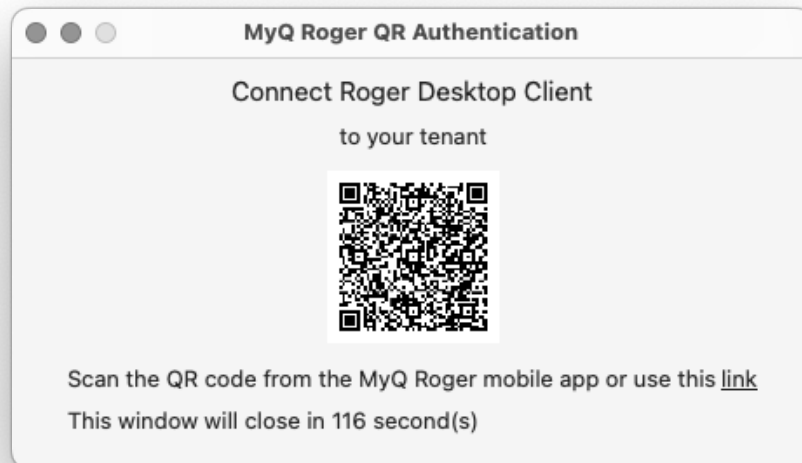 MyQ Roger QR Authentication
Connect Roger Desktop Client
to your tenant
Scan the QR code from the MyQ Roger mobile app or use this link
This window will close in 116 second(s)